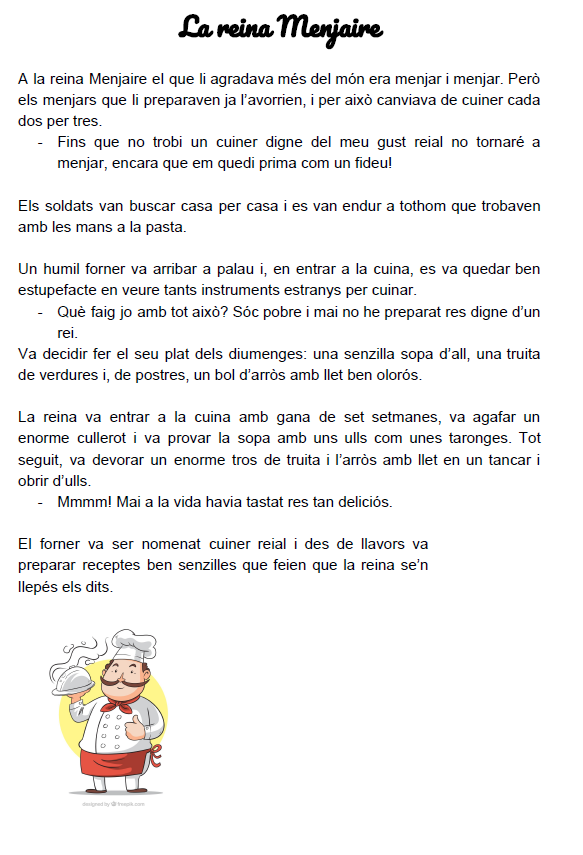 La reina Menjaire
A la reina Menjaire el que li agradava més del món era menjar i menjar. Però
els menjars que li preparaven ja l'avorrien, i per això canviava de cuiner cada
dos per tres.
- Fins que no trobi un cuiner digne del meu gust reial no tornaré a
menjar, encara que em quedi prima com un fideu!
Els soldats van buscar casa per casa i es van endur a tothom que trobaven
amb les mans a la pasta.
Un humil forner va arribar a palau i, en entrar a la cuina, es va quedar ben
estupefacte en veure tants instruments estranys per cuinar.
- Què faig jo amb tot això? Sóc pobre i mai no he preparat res digne d'un
rei.
Va decidir fer el seu plat dels diumenges: una senzilla sopa d'all, una truita
de verdures i, de postres, un bol d'arròs amb llet ben olorós.
La reina va entrar a la cuina amb gana de set setmanes, va agafar un
enorme cullerot i va provar la sopa amb uns ulls com unes taronges. Tot
seguit, va devorar un enorme tros de truita i l'arròs amb llet en un tancar i
obrir d'ulls.
- Mmmm! Mai a la vida havia tastat res tan deliciós.
El forner va ser nomenat cuiner reial i des de llavors va
preparar receptes ben senzilles que feien que la reina se'n
llepés els dits.
designed by freepik.com